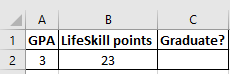 A B C
1 GPA LifeSkill points Graduate?
2 3 23